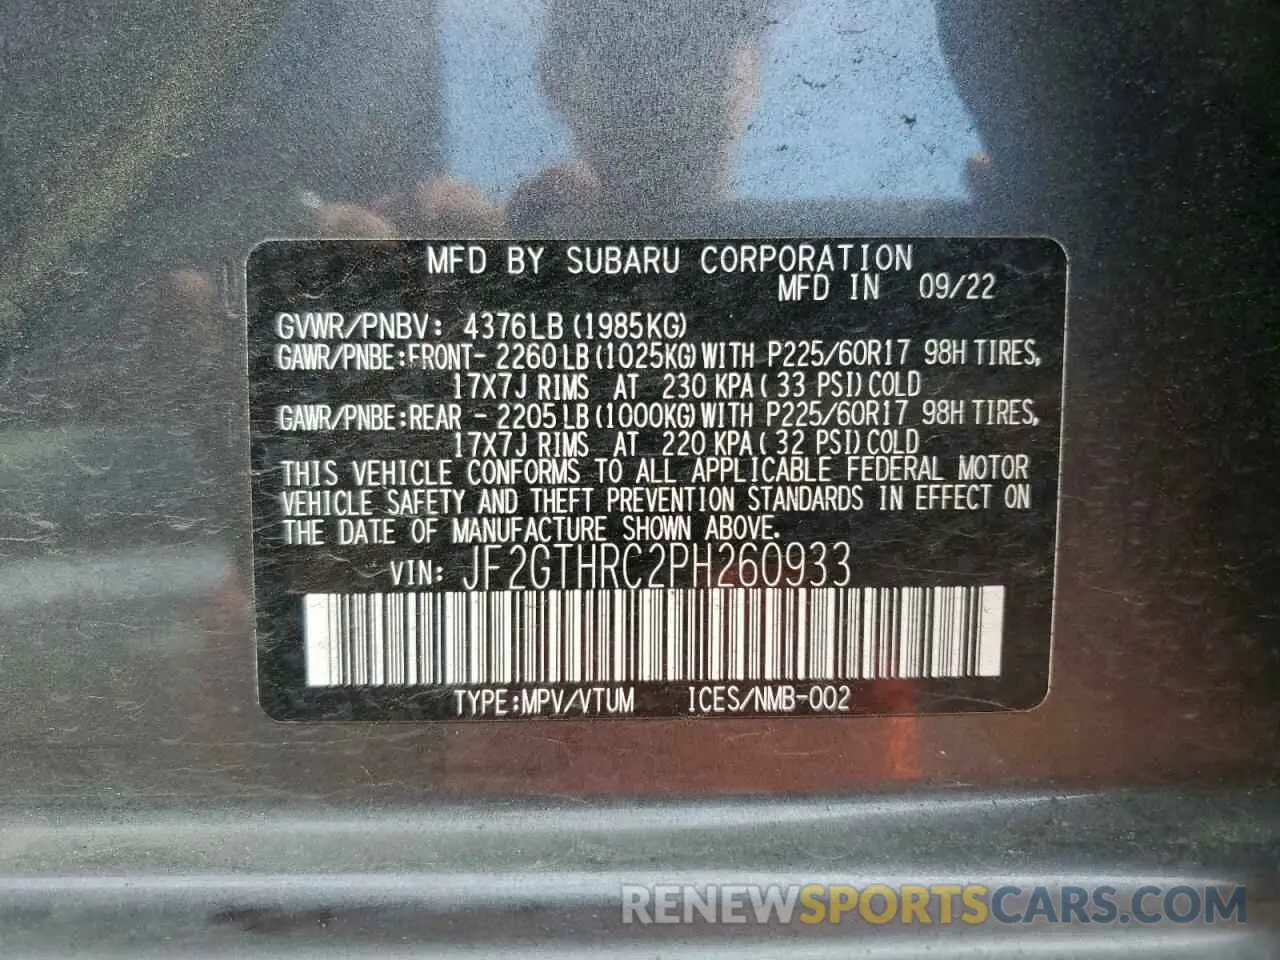 MFD BY SUBARU CORPORATION
MFD IN 09/22
GVWR/PNBV: 4376LB(1985KG)
GAWR/PNBE:FRONT- 2260LB(1025KG)WITH P225/60R17 98H TIRES,
17X7J RIMS AT 230 KPA( 33 PSI)COLD
GAWR/PNBE:REAR - 2205LB(1000KG)WITH P225/60R17 98H TIRES,
17X7J RIMS AT 220 KPA( 32 PSI)COLD
THIS VEHICLE CONFORMS TO ALL APPLICABLE FEDERAL MOTOR
VEHICLE SAFETY AND THEFT PREVENTION STANDARDS IN EFFECT ON
THE DATE OF MANUFACTURE SHOWN ABOVE.
VIN: JF2GTHRC2PH260933
TYPE:MPV/VTUM ICES/NMB-002
RENEWSPORTSCARS.COM